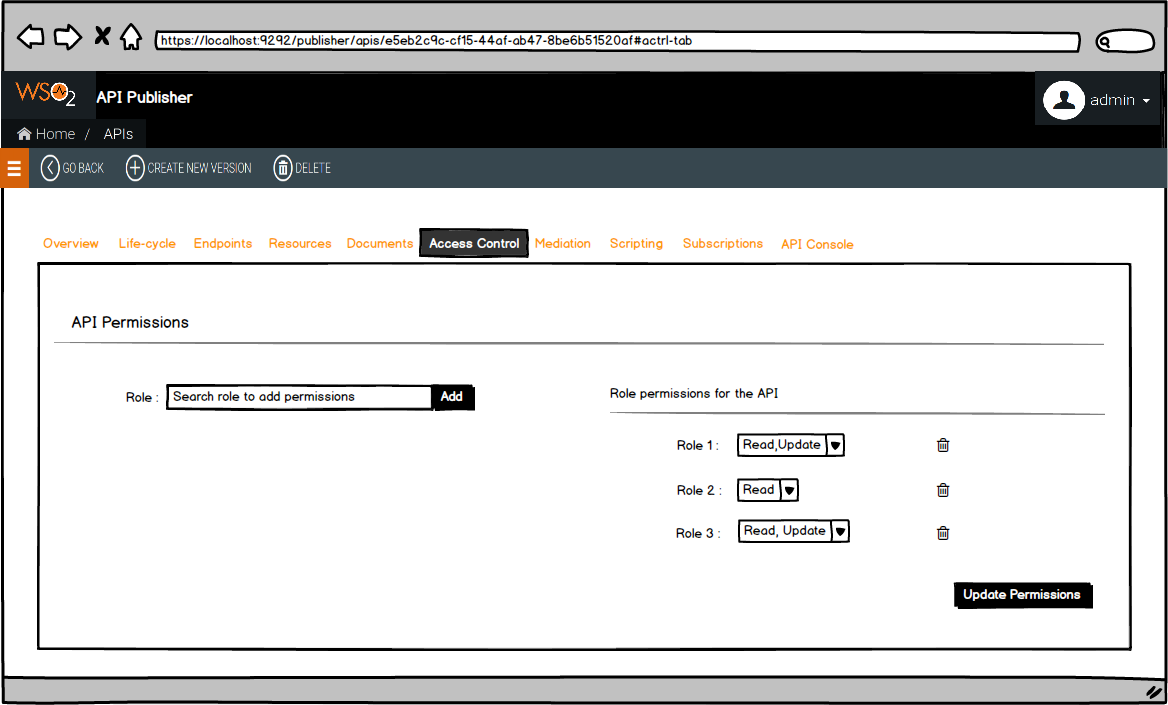 https://localhost:9292/publisher/apis/e5eb2c9c-cf15-44af-ab47-8be6b51520af#actrl-tab
WSO2 API Publisher
admin
Home / APIs
GO BACK CREATE NEW VERSION DELETE
Overview Life-cycle Endpoints Resources Documents Access Control Mediation Scripting Subscriptions API Console
API Permissions
Role : Search role to add permissions Add
Role permissions for the API
Role 1 : Read,Update
Role 2 : Read
Role 3 : Read, Update
Update Permissions